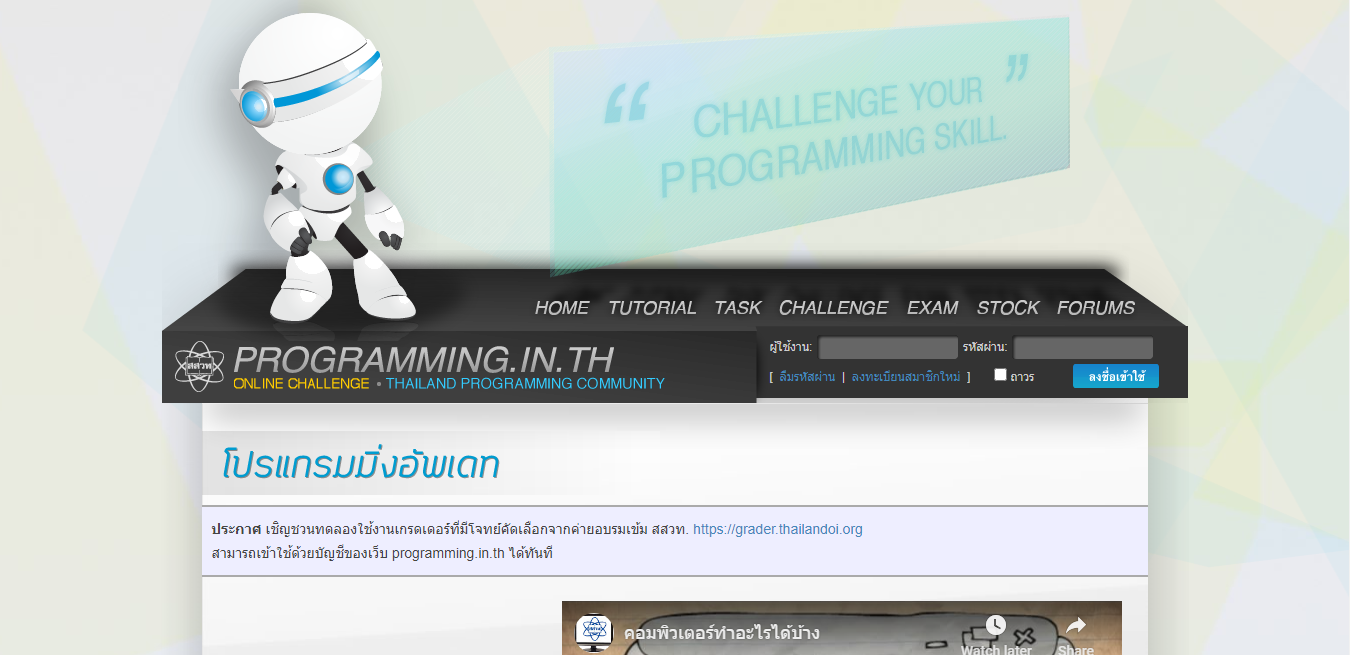 “ CHALLENGE YOUR ”
PROGRAMMING SKILL.
HOME TUTORIAL TASK CHALLENGE EXAM STOCK FORUMS
สสวท
PROGRAMMING.IN.TH
ONLINE CHALLENGE • THAILAND PROGRAMMING COMMUNITY
ผู้ใช้งาน: รหัสผ่าน:
[ ลืมรหัสผ่าน | ลงทะเบียนสมาชิกใหม่ ] ถาวร ลงชื่อเข้าใช้
โปรแกรมมิ่งอัพเดท
ประกาศ เชิญชวนทดลองใช้งานเกรดเดอร์ที่มีโจทย์คัดเลือกจากค่ายอบรมเข้ม สสวท. https://grader.thailandoi.org
สามารถเข้าใช้ด้วยบัญชีของเว็บ programming.in.th ได้ทันที
คอมพิวเตอร์ทำอะไรได้บ้าง
Watch later Share